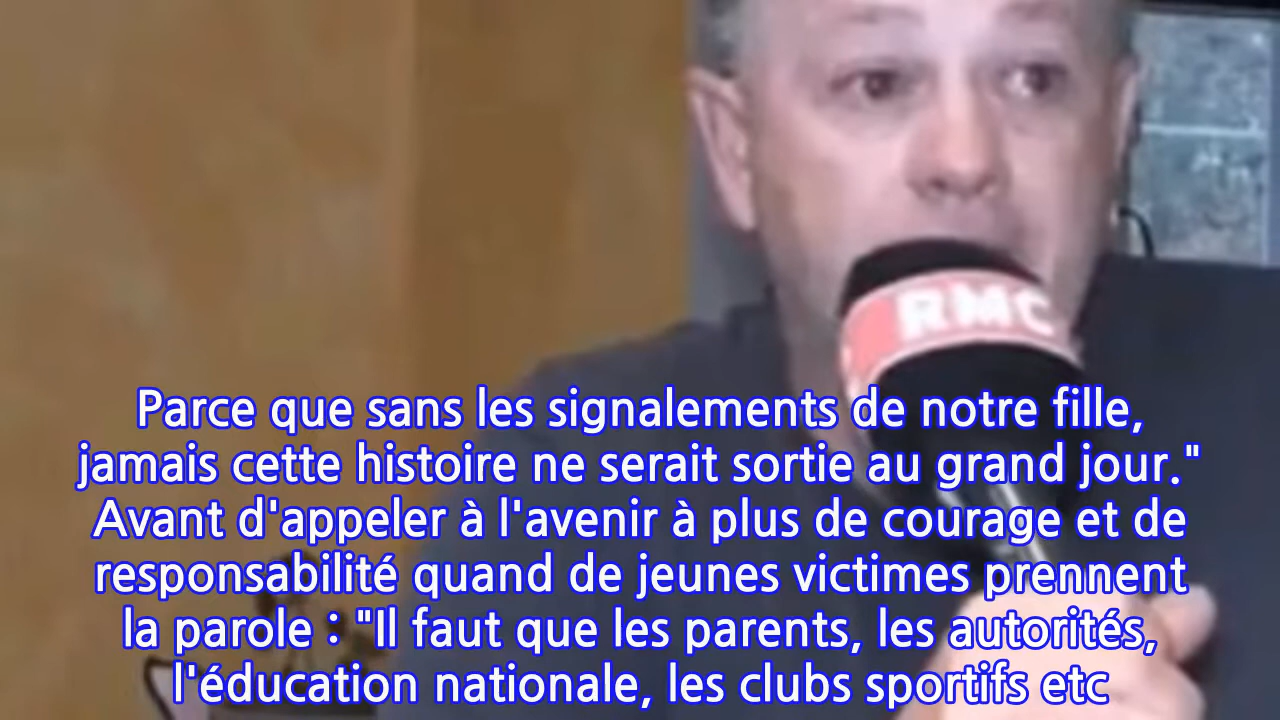 RMC
Parce que sans les signalements de notre fille,
jamais cette histoire ne serait sortie au grand jour."
Avant d'appeler à l'avenir à plus de courage et de
responsabilité quand de jeunes victimes prennent
la parole : "Il faut que les parents, les autorités,
l'éducation nationale, les clubs sportifs etc